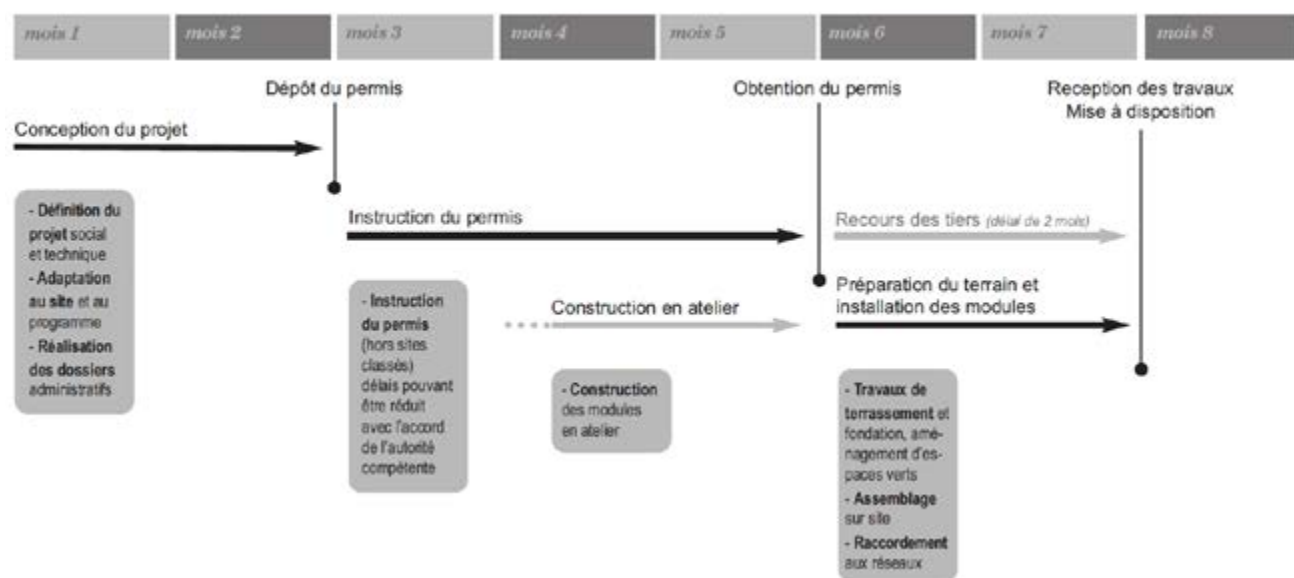 mois 1
mois 2
mois 3
mois 4
mois 5
mois 6
mois 7
mois 8
Dépôt du permis
Obtention du permis
Reception des travaux
Mise à disposition
Conception du projet
- Définition du
projet social
et technique
- Adaptation
au site et au
programme
- Réalisation
des dossiers
administratifs
Instruction du permis
Recours des tiers (délai de 2 mois)
- Instruction
du permis
(hors sites
classés)
délais pouvant
être réduit
avec l'accord
de l'autorité
compétente
Construction en atelier
- Construction
des modules
en atelier
Préparation du terrain et
installation des modules
- Travaux de
terrassement et
fondation, amé-
nagement d'es-
paces verts
- Assemblage
sur site
- Raccordement
aux réseaux